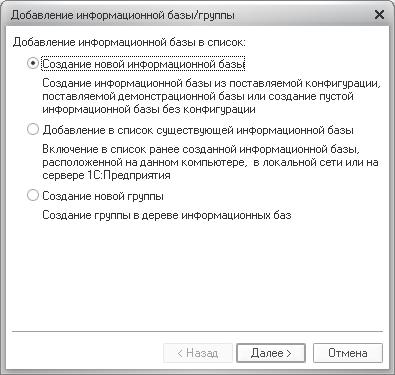 Добавление информационной базы/группы
Добавление информационной базы в список:
Создание новой информационной базы
Создание информационной базы из поставляемой конфигурации,
поставляемой демонстрационной базы или создание пустой
информационной базы без конфигурации
Добавление в список существующей информационной базы
Включение в список ранее созданной информационной базы,
расположенной на данном компьютере, в локальной сети или на
сервере 1С:Предприятия
Создание новой группы
Создание группы в дереве информационных баз
< Назад
Далее >
Отмена